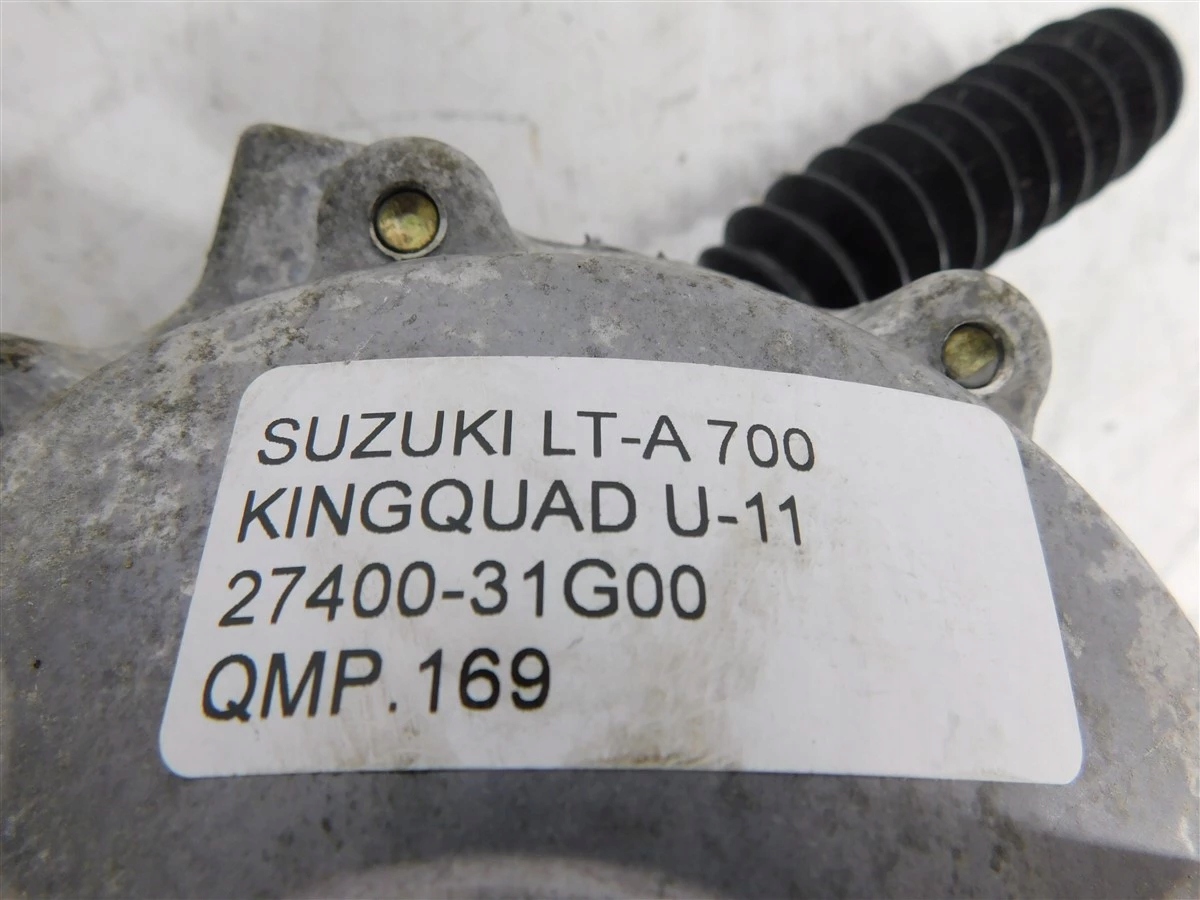 SUZUKI LT-A 700
KINGQUAD U-11
27400-31G00
QMP.169